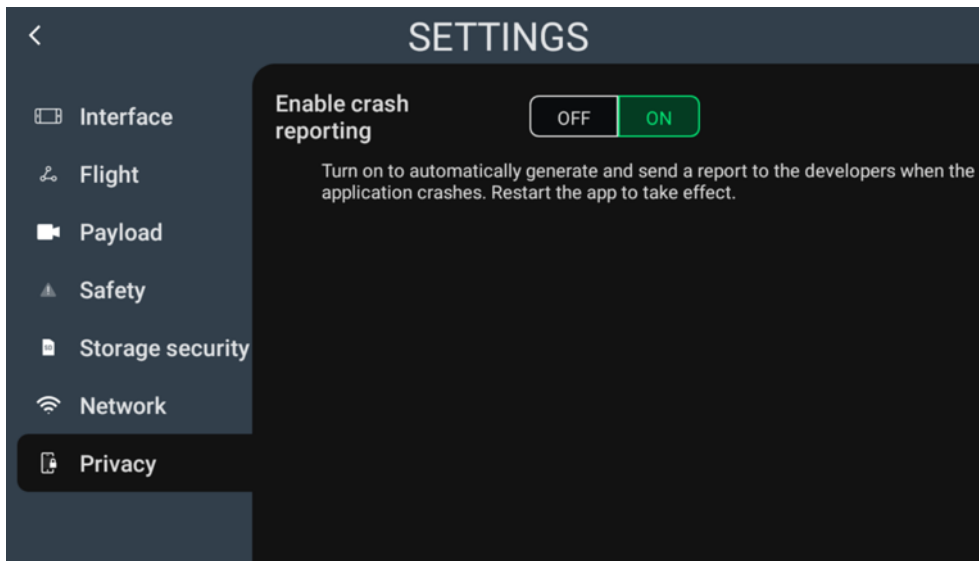 SETTINGS
Interface
Flight
Payload
Safety
Storage security
Network
Privacy
Enable crash
reporting
OFF
ON
Turn on to automatically generate and send a report to the developers when the
application crashes. Restart the app to take effect.